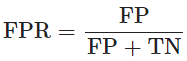 FPR = FP / (FP + TN)